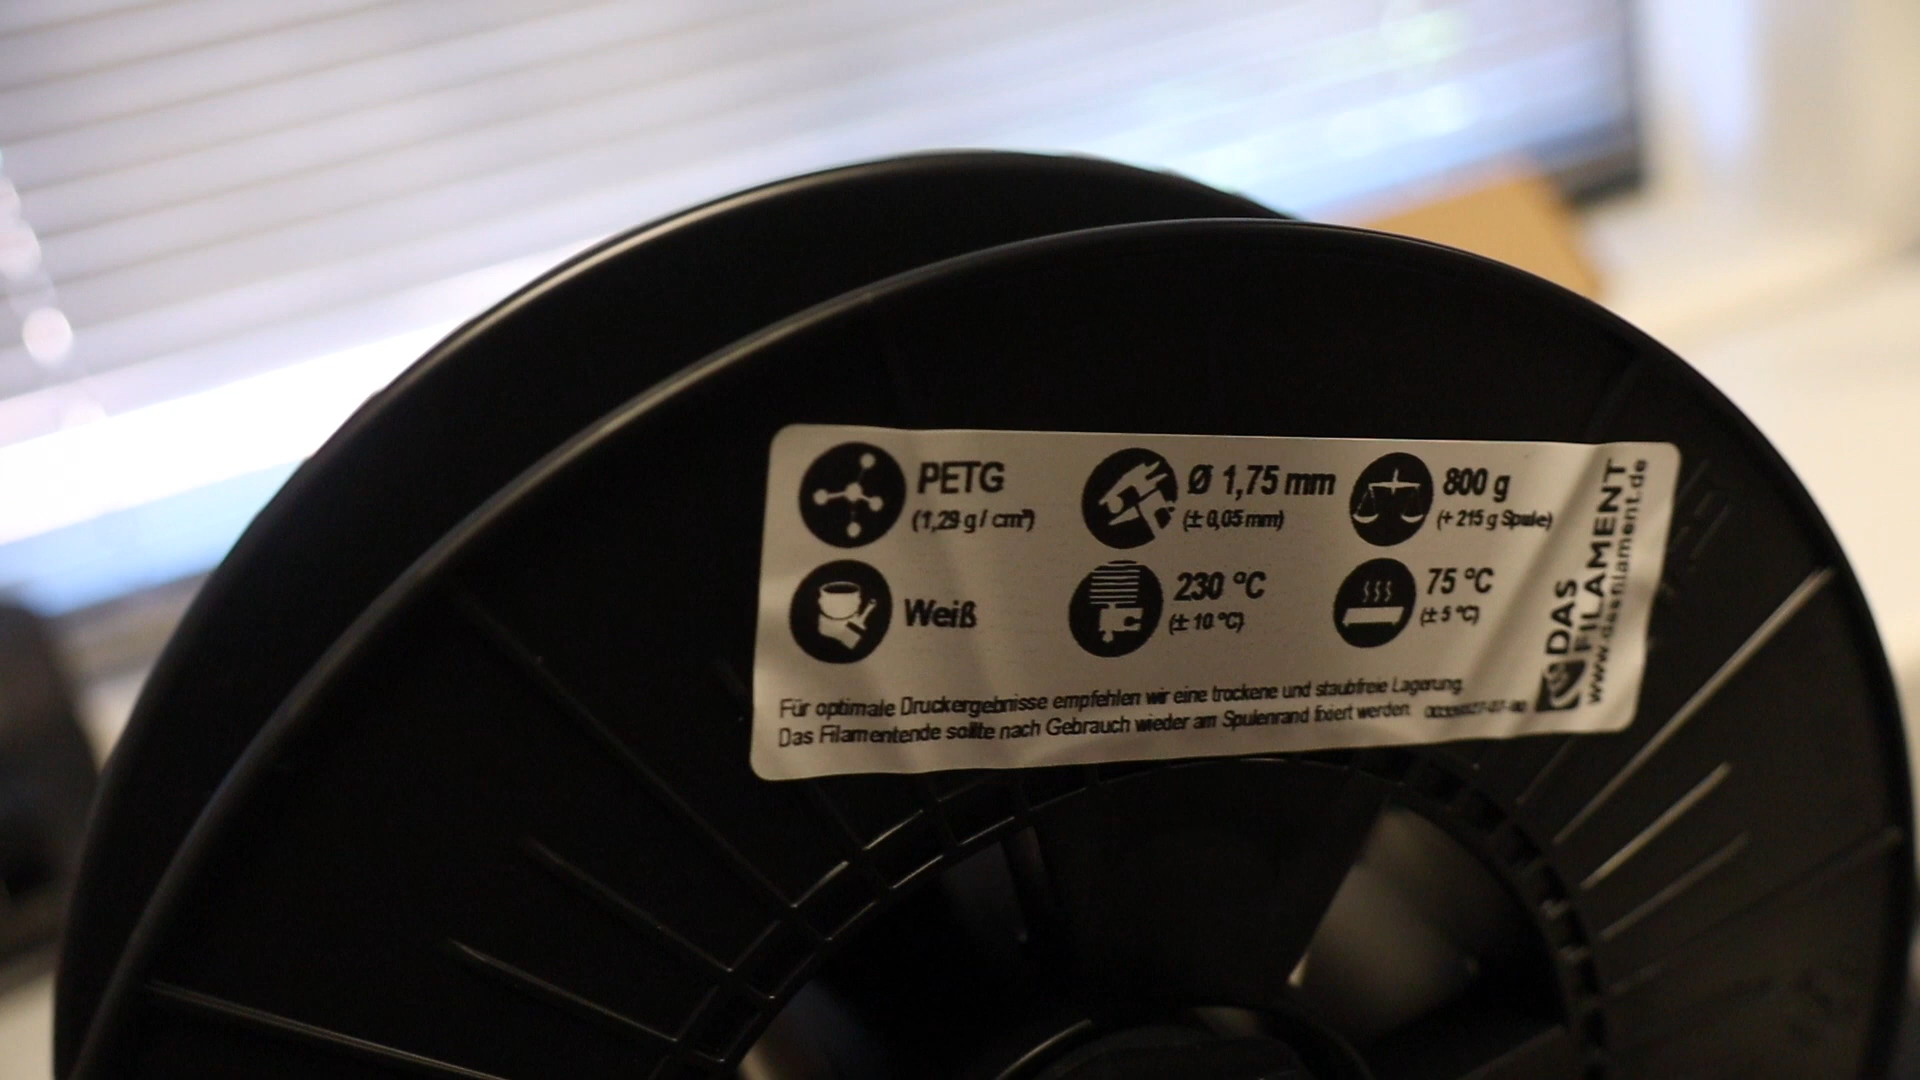 PETG
(1,29 g / cm³)
Ø 1,75 mm
(± 0,05 mm)
800 g
(+ 215 g Spule)
Weiß
230 °C
(± 10 °C)
75 °C
(± 5 °C)
Für optimale Druckergebnisse empfehlen wir eine trockene und staubfreie Lagerung.
Das Filamentende sollte nach Gebrauch wieder am Spulenrand fixiert werden.
DAS
FILAMENT
www.dasfilament.de